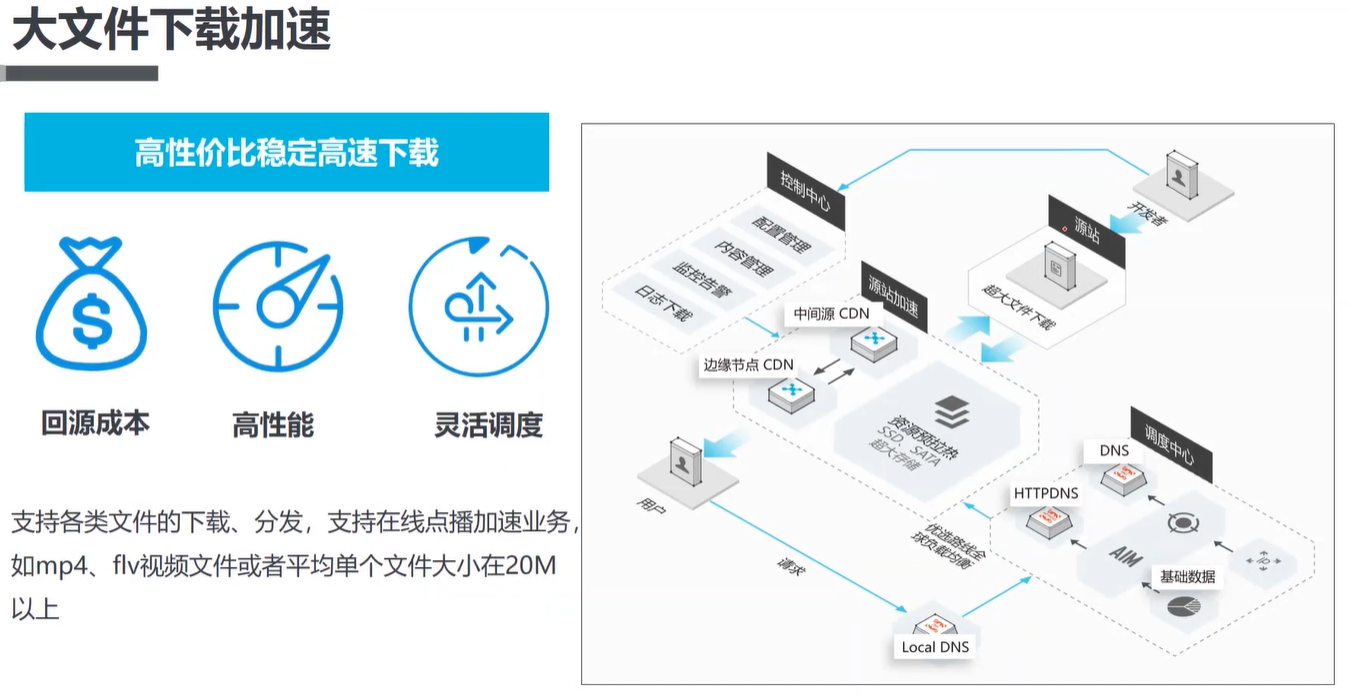 大文件下载加速
高性价比稳定高速下载
回源成本
高性能
灵活调度
支持各类文件的下载、分发，支持在线点播加速业务，
如mp4、flv视频文件或者平均单个文件大小在20M
以上
控制中心
配置管理
内容管理
监控告警
日志下载
开发者
源站
超大文件下载
源站加速
中间源 CDN
边缘节点 CDN
资源预拉热
SSD、SATA
超大存储
用户
请求
Local DNS
优选路线全
球负载均衡
调度中心
DNS
HTTPDNS
AIM
IP
基础数据